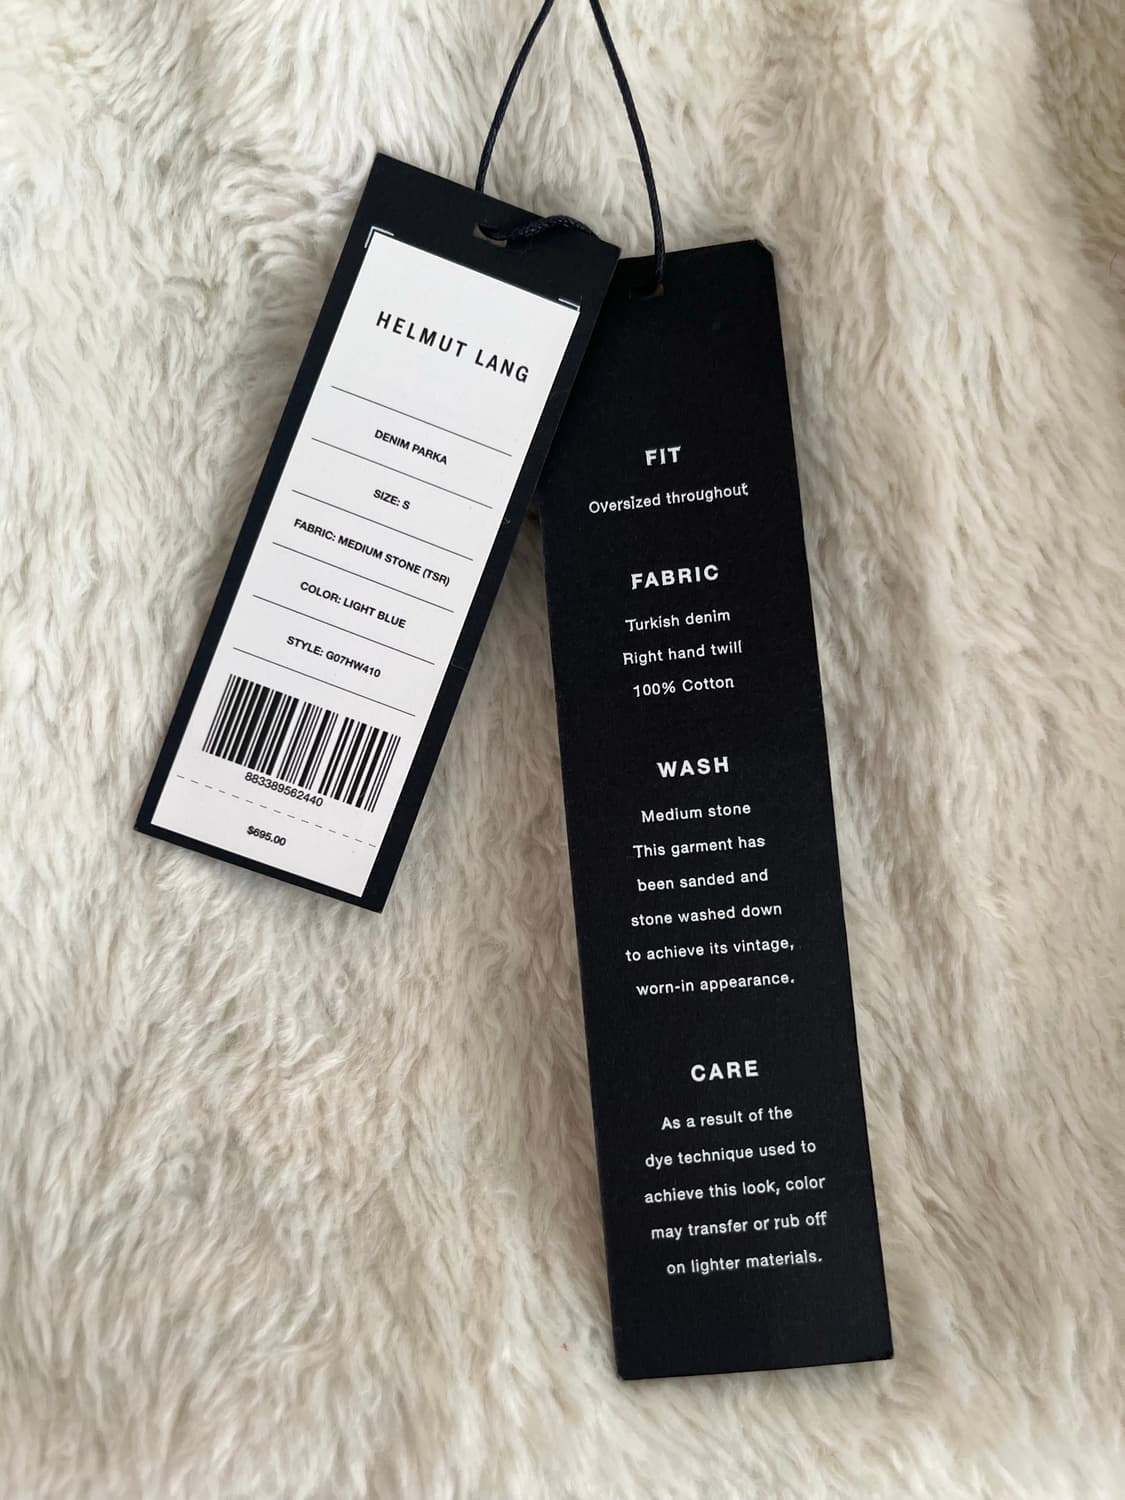 HELMUT LANG
DENIM PARKA
SIZE: S
FABRIC: MEDIUM STONE (TSR)
COLOR: LIGHT BLUE
STYLE: G07HW410
883389562440
$695.00
FIT
Oversized throughout
FABRIC
Turkish denim
Right hand twill
100% Cotton
WASH
Medium stone
This garment has
been sanded and
stone washed down
to achieve its vintage,
worn-in appearance.
CARE
As a result of the
dye technique used to
achieve this look, color
may transfer or rub off
on lighter materials.